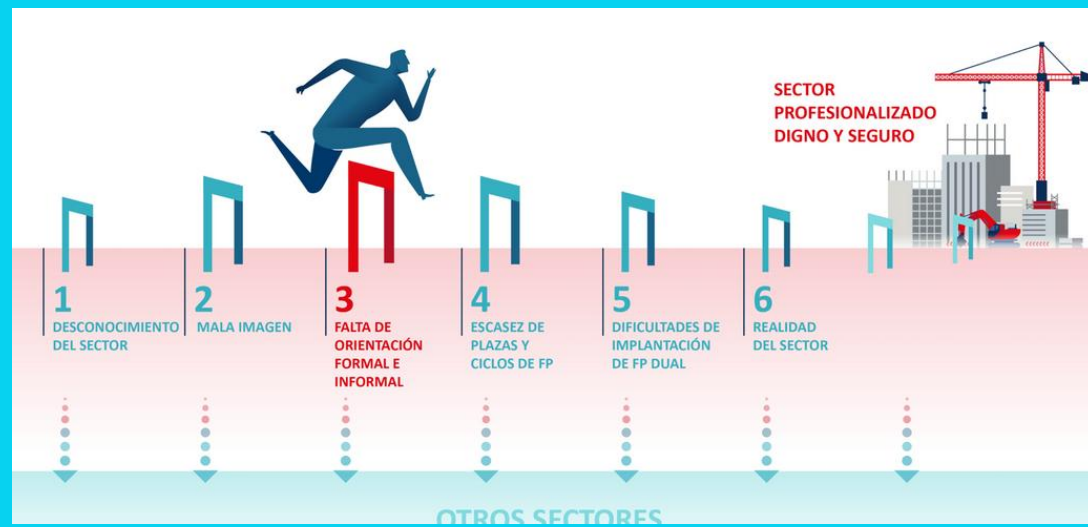 SECTOR
PROFESIONALIZADO
DIGNO Y SEGURO
1
DESCONOCIMIENTO
DEL SECTOR
2
MALA IMAGEN
3
FALTA DE
ORIENTACIÓN
FORMAL E
INFORMAL
4
ESCASEZ DE
PLAZAS Y
CICLOS DE FP
5
DIFICULTADES DE
IMPLANTACIÓN
DE FP DUAL
6
REALIDAD
DEL SECTOR
OTROS SECTORES